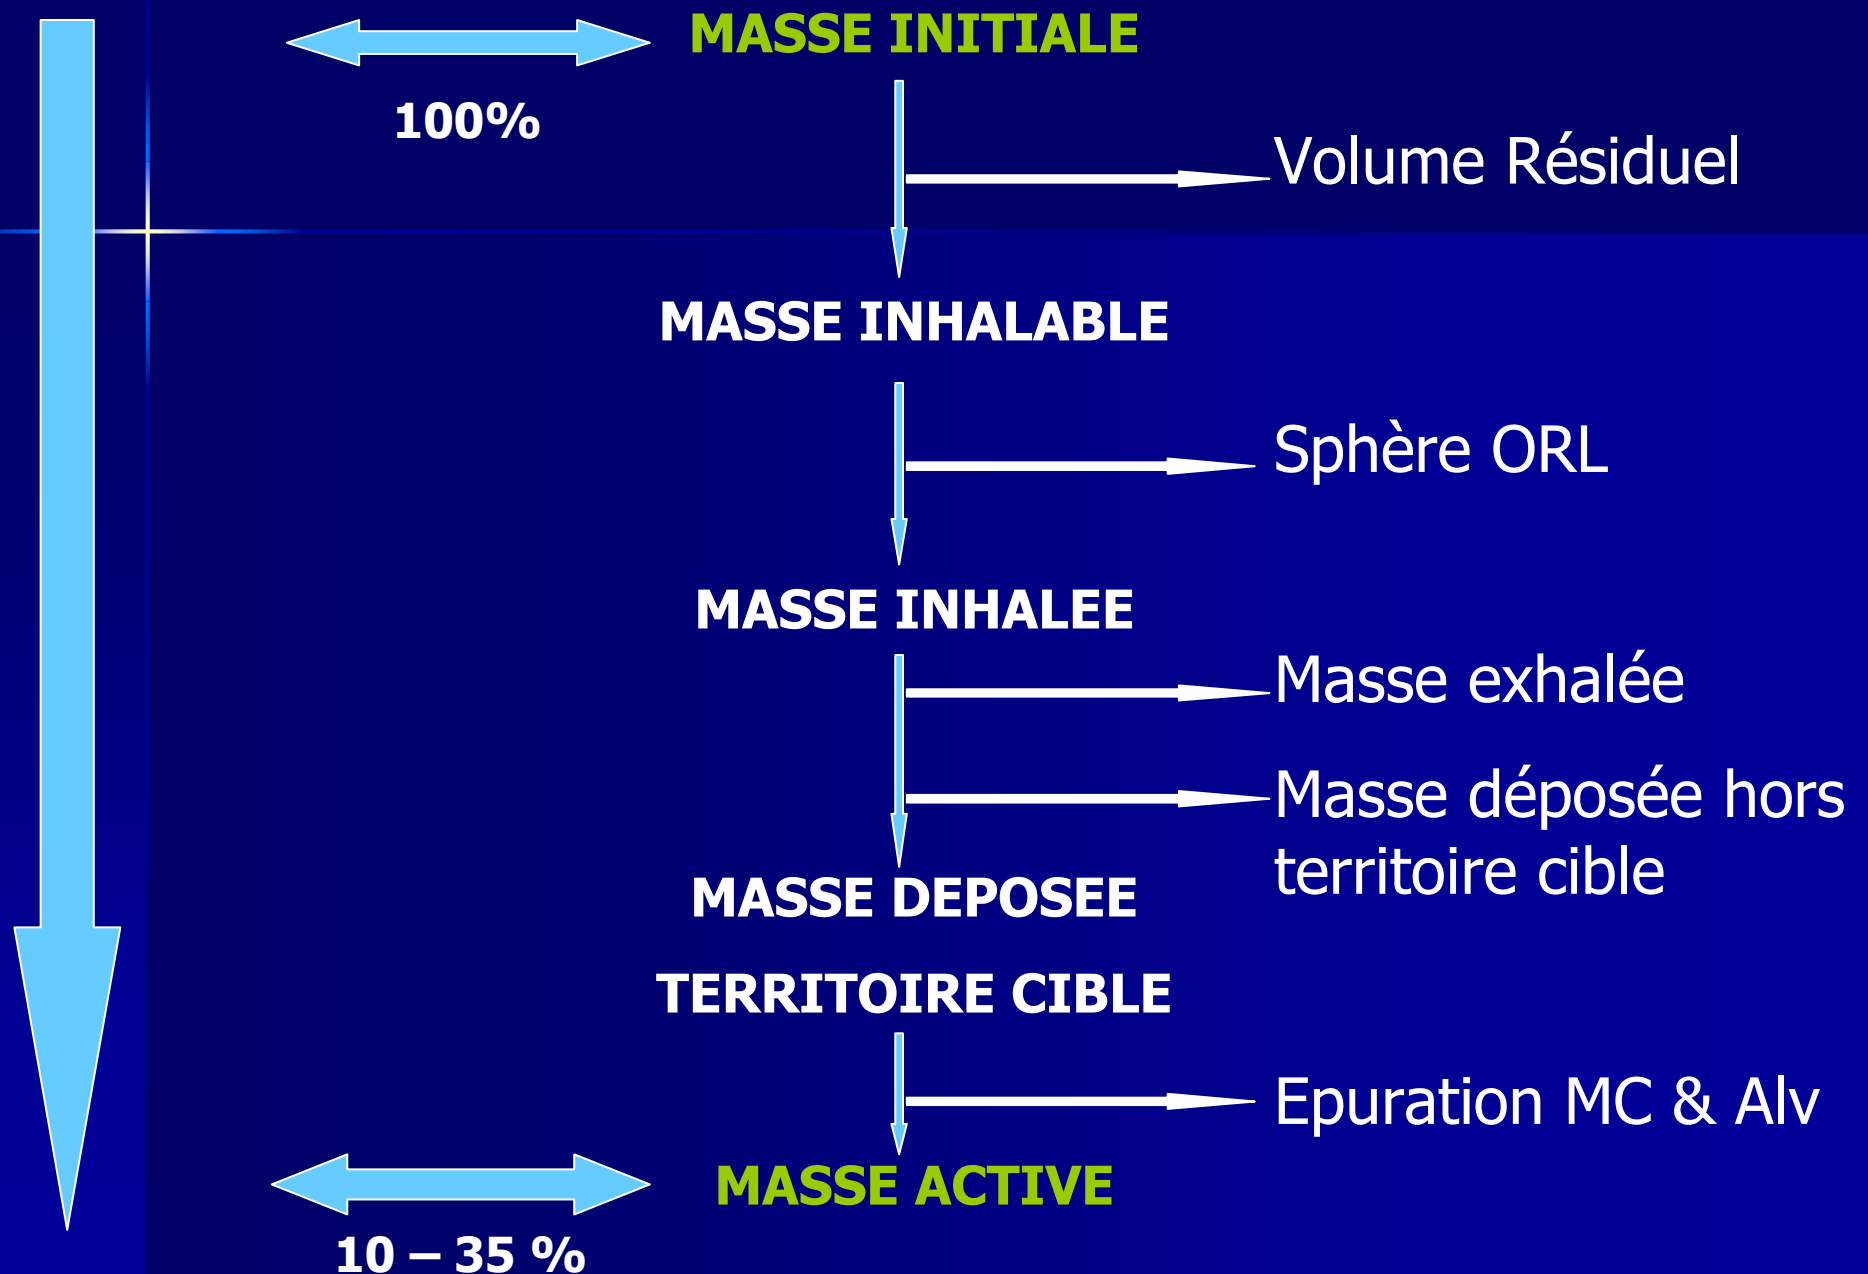 MASSE INITIALE
100%
Volume Résiduel
MASSE INHALABLE
Sphère ORL
MASSE INHALEE
Masse exhalée
Masse déposée hors
territoire cible
MASSE DEPOSEE
TERRITOIRE CIBLE
Epuration MC & Alv
MASSE ACTIVE
10 – 35 %